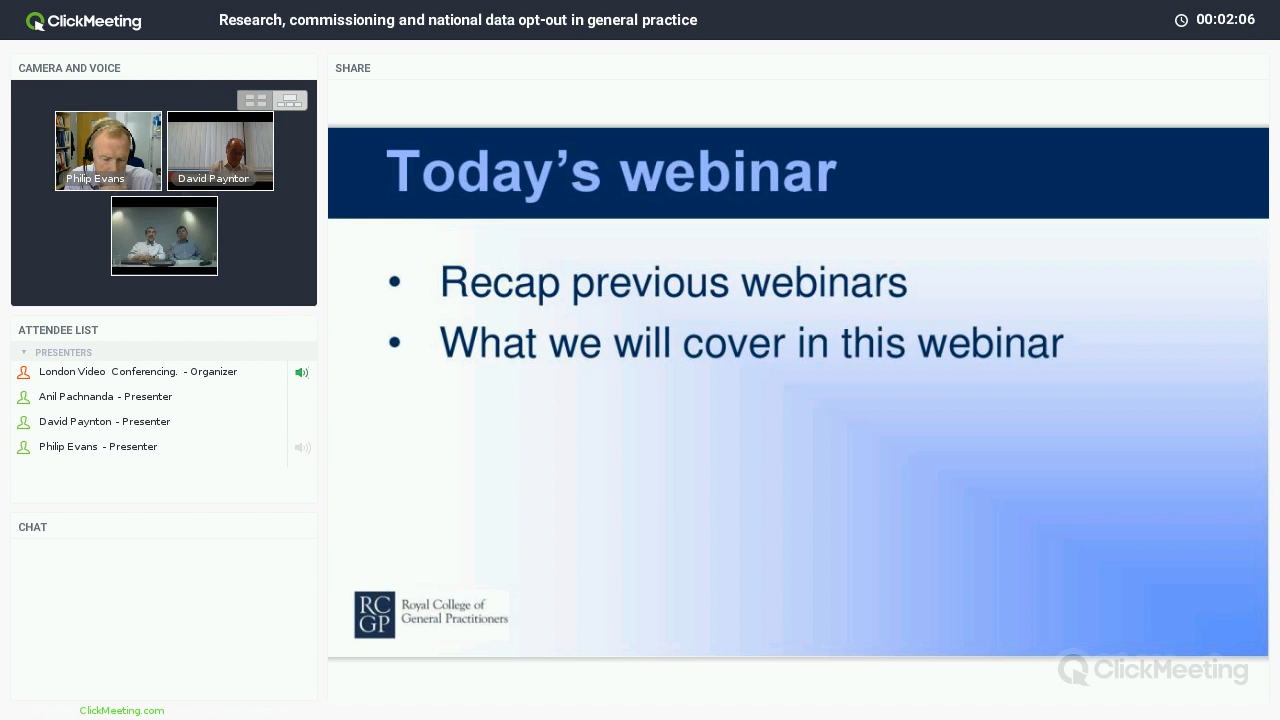 ClickMeeting
Research, commissioning and national data opt-out in general practice
00:02:06
CAMERA AND VOICE
Philip Evans
David Paynton
ATTENDEE LIST
PRESENTERS
London Video Conferencing. - Organizer
Anil Pachnanda - Presenter
David Paynton - Presenter
Philip Evans - Presenter
CHAT
ClickMeeting.com
SHARE
Today's webinar
• Recap previous webinars
• What we will cover in this webinar
RC
GP
Royal College of
General Practitioners
ClickMeeting